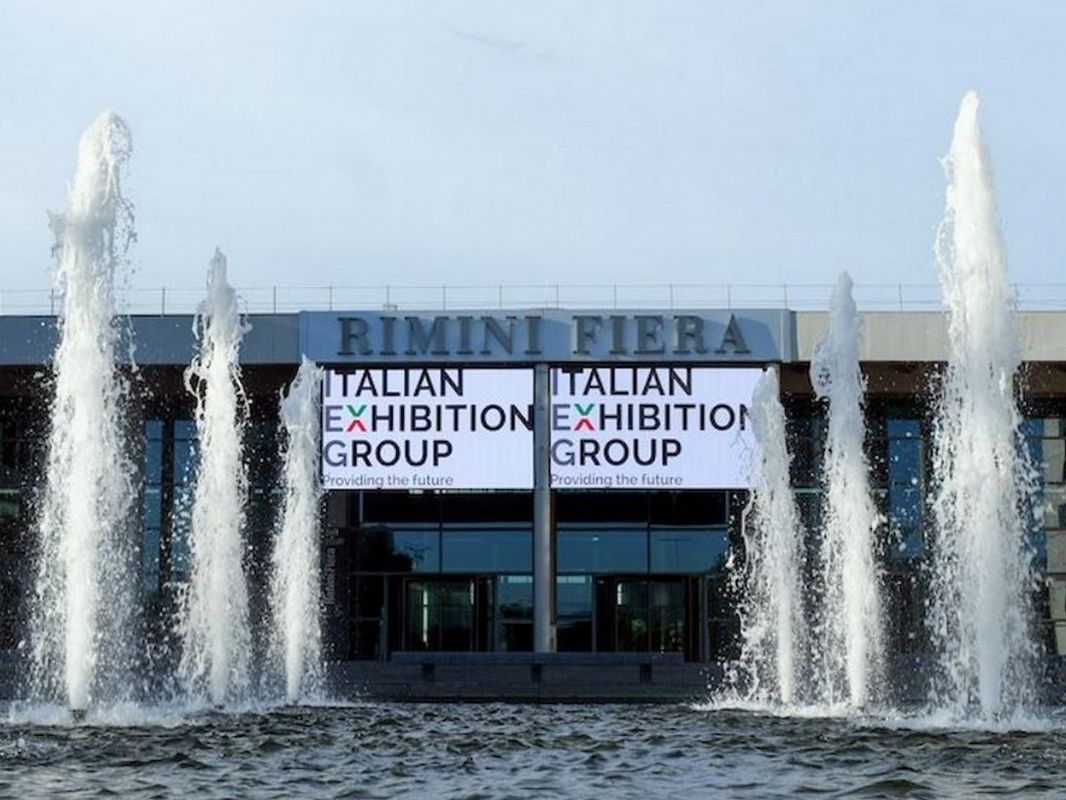 RIMINI FIERA
ITALIAN
EXHIBITION
GROUP
Providing the future
ITALIAN
EXHIBITION
GROUP
Providing the future